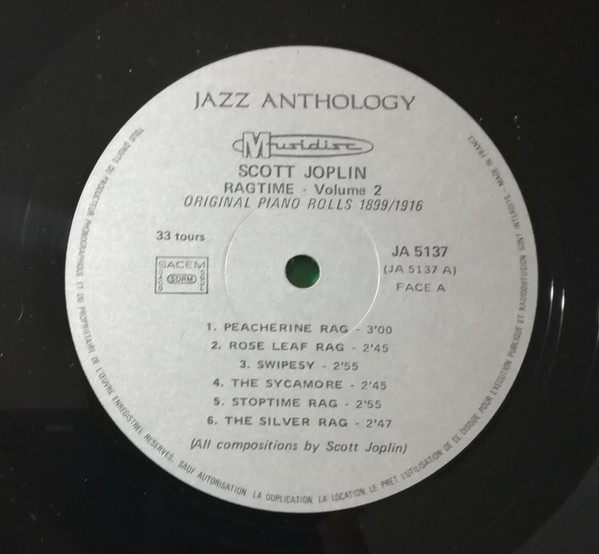 JAZZ ANTHOLOGY
Musidisc
SCOTT JOPLIN
RAGTIME - Volume 2
ORIGINAL PIANO ROLLS 1899/1916
33 tours
JA 5137
(JA 5137 A)
FACE A
SACEM
SDRM
1. PEACHERINE RAG - 3'00
2. ROSE LEAF RAG - 2'45
3. SWIPESY - 2'55
4. THE SYCAMORE - 2'45
5. STOPTIME RAG - 2'55
6. THE SILVER RAG - 2'47
(All compositions by Scott Joplin)
TOUS DROITS DU PRODUCTEUR PHONOGRAPHIQUE ET DU PROPRIETAIRE DE L'ŒUVRE ENREGISTREE RESERVES. SAUF AUTORISATION LA DUPLICATION LA LOCATION LE PRET L'UTILISATION DE CE DISQUE POUR EXECUTION PUBLIQUE ET RADIODIFFUSION SONT INTERDITS - MADE IN FRANCE